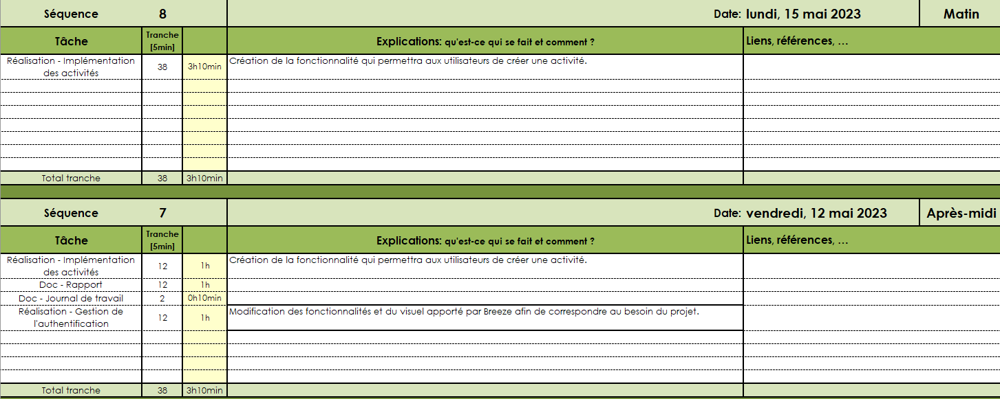 Séquence 8 Date: lundi, 15 mai 2023 Matin
Tâche Tranche [5min] Explications: qu'est-ce qui se fait et comment ? Liens, références, ...
Réalisation - Implémentation des activités 38 3h10min Création de la fonctionnalité qui permettra aux utilisateurs de créer une activité.
Total tranche 38 3h10min
Séquence 7 Date: vendredi, 12 mai 2023 Après-midi
Tâche Tranche [5min] Explications: qu'est-ce qui se fait et comment ? Liens, références, ...
Réalisation - Implémentation des activités 12 1h Création de la fonctionnalité qui permettra aux utilisateurs de créer une activité.
Doc - Rapport 12 1h
Doc - Journal de travail 2 0h10min
Réalisation - Gestion de l'authentification 12 1h Modification des fonctionnalités et du visuel apporté par Breeze afin de correspondre au besoin du projet.
Total tranche 38 3h10min